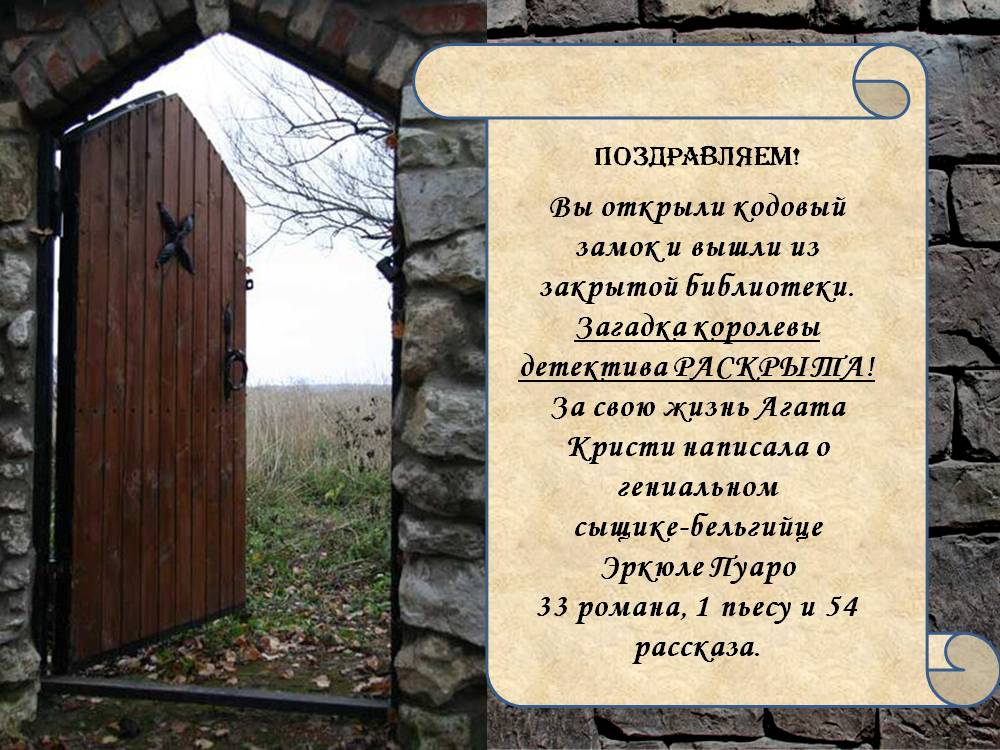 ПОЗДРАВЛЯЕМ!
Вы открыли кодовый
замок и вышли из
закрытой библиотеки.
Загадка королевы
детектива РАСКРЫТА!
За свою жизнь Агата
Кристи написала о
гениальном
сыщике-бельгийце
Эркюле Пуаро
33 романа, 1 пьесу и 54
рассказа.